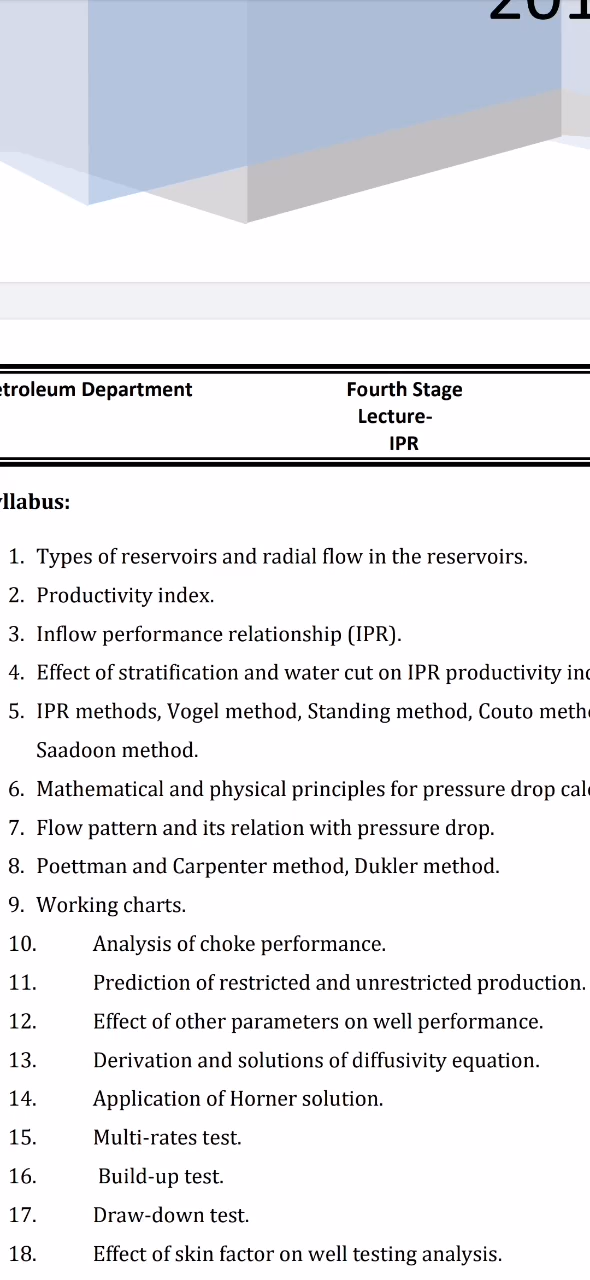 Department
Fourth Stage
Lecture-
IPR
1. Types of reservoirs and radial flow in the reservoirs.
2. Productivity index.
3. Inflow performance relationship (IPR).
4. Effect of stratification and water cut on IPR productivity
5. IPR methods, Vogel method, Standing method, Couto
Saadoon method.
6. Mathematical and physical principles for pressure drop
7. Flow pattern and its relation with pressure drop.
8. Poettman and Carpenter method, Dukler method.
9. Working charts.
10. Analysis of choke performance.
11. Prediction of restricted and unrestricted production.
12. Effect of other parameters on well performance.
13. Derivation and solutions of diffusivity equation.
14. Application of Horner solution.
15. Multi-rates test.
16. Build-up test.
17. Draw-down test.
18. Effect of skin factor on well testing analysis.